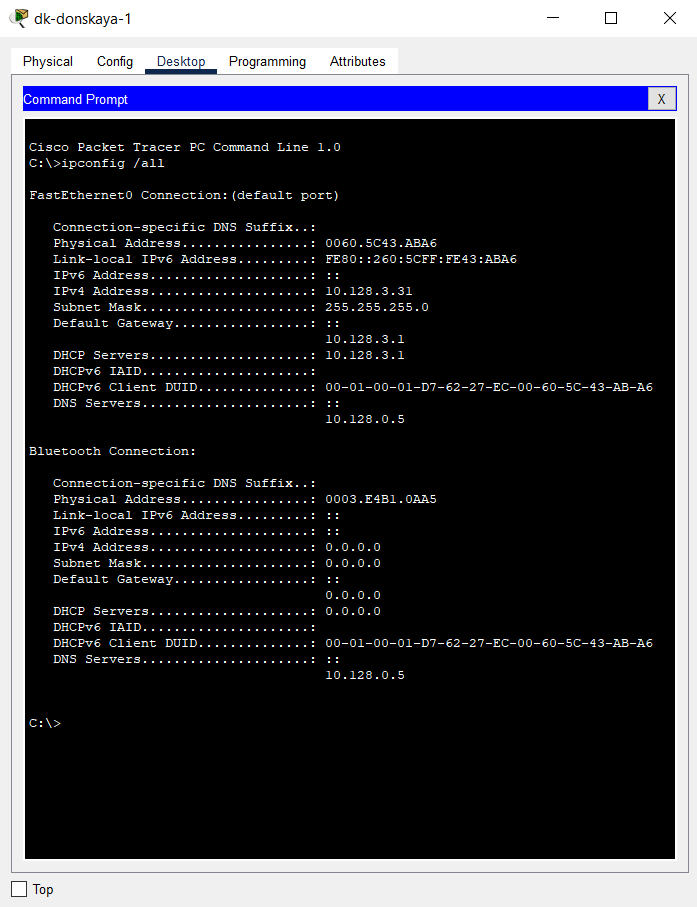 dk-donskaya-1
Physical Config Desktop Programming Attributes
Command Prompt X
Cisco Packet Tracer PC Command Line 1.0
C:\>ipconfig /all
FastEthernet0 Connection:(default port)
Connection-specific DNS Suffix..:
Physical Address................: 0060.5C43.ABA6
Link-local IPv6 Address.........: FE80::260:5CFF:FE43:ABA6
IPv6 Address....................: ::
IPv4 Address....................: 10.128.3.31
Subnet Mask.....................: 255.255.255.0
Default Gateway.................: ::
10.128.3.1
DHCP Servers....................: 10.128.3.1
DHCPv6 IAID.....................:
DHCPv6 Client DUID..............: 00-01-00-01-D7-62-27-EC-00-60-5C-43-AB-A6
DNS Servers.....................: ::
10.128.0.5
Bluetooth Connection:
Connection-specific DNS Suffix..:
Physical Address................: 0003.E4B1.0AA5
Link-local IPv6 Address.........: ::
IPv6 Address....................: ::
IPv4 Address....................: 0.0.0.0
Subnet Mask.....................: 0.0.0.0
Default Gateway.................: ::
0.0.0.0
DHCP Servers....................: 0.0.0.0
DHCPv6 IAID.....................:
DHCPv6 Client DUID..............: 00-01-00-01-D7-62-27-EC-00-60-5C-43-AB-A6
DNS Servers.....................: ::
10.128.0.5
C:\>
Top